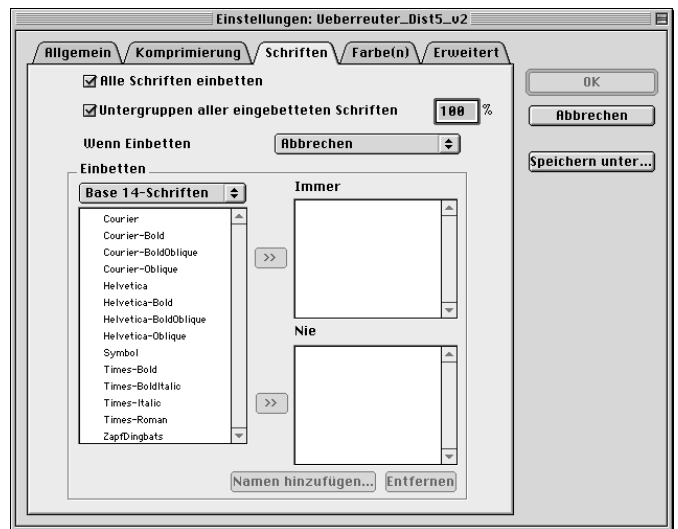 Einstellungen: Ueberreuter_Dist5_v2
Allgemein Komprimierung Schriften Farbe(n) Erweitert
Alle Schriften einbetten
Untergruppen aller eingebetteten Schriften 100 %
Wenn Einbetten Abbrechen
Einbetten
Base 14-Schriften
Courier
Courier-Bold
Courier-BoldOblique
Courier-Oblique
Helvetica
Helvetica-Bold
Helvetica-BoldOblique
Helvetica-Oblique
Symbol
Times-Bold
Times-BoldItalic
Times-Italic
Times-Roman
ZapfDingbats
>>
>>
Immer
Nie
Namen hinzufügen... Entfernen
OK
Abbrechen
Speichern unter...